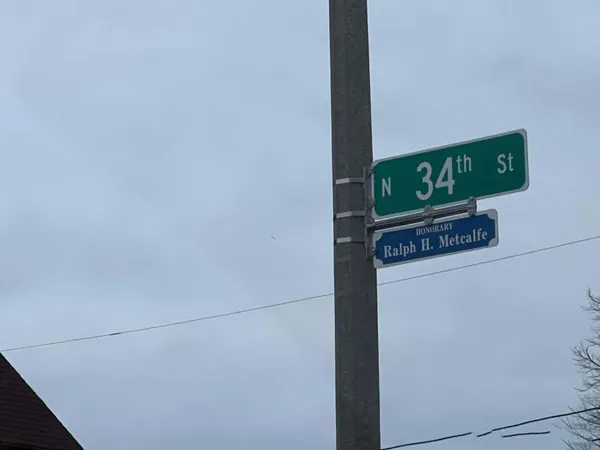 N 34th St
HONORARY
Ralph H. Metcalfe